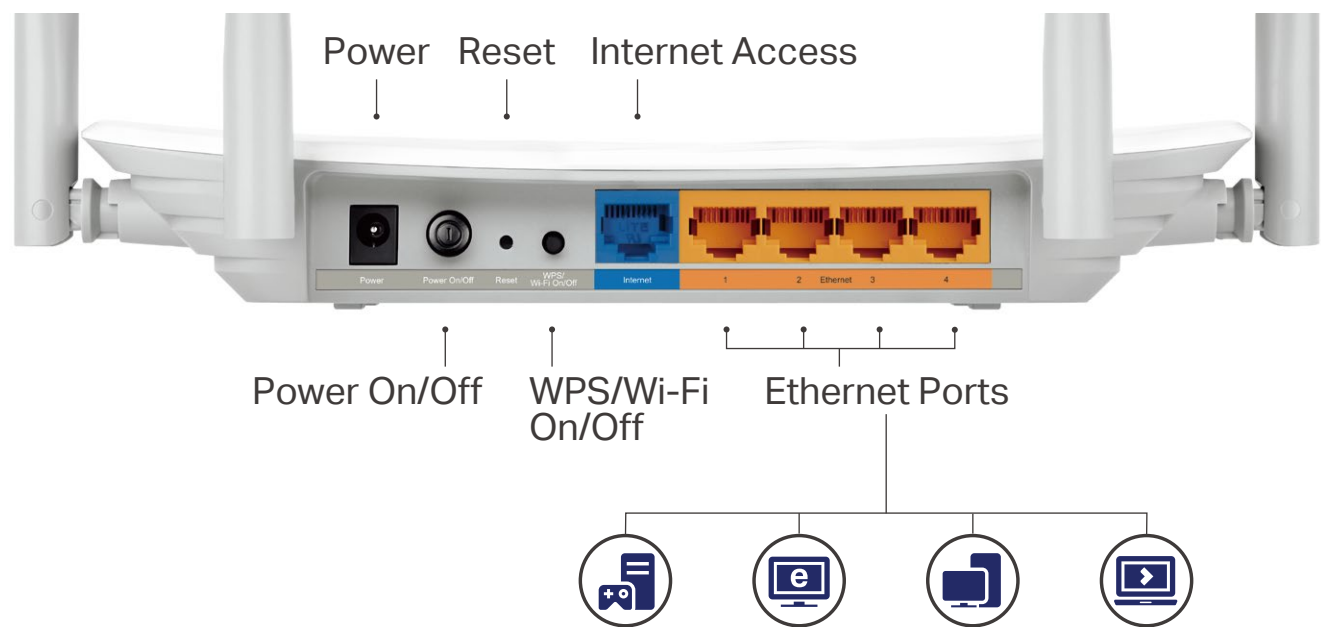 Power Reset Internet Access
Power
Power On/Off
Reset
WPS/
Wi-Fi On/Off
Internet
1 2 Ethernet 3 4
Power On/Off
WPS/Wi-Fi
On/Off
Ethernet Ports
e